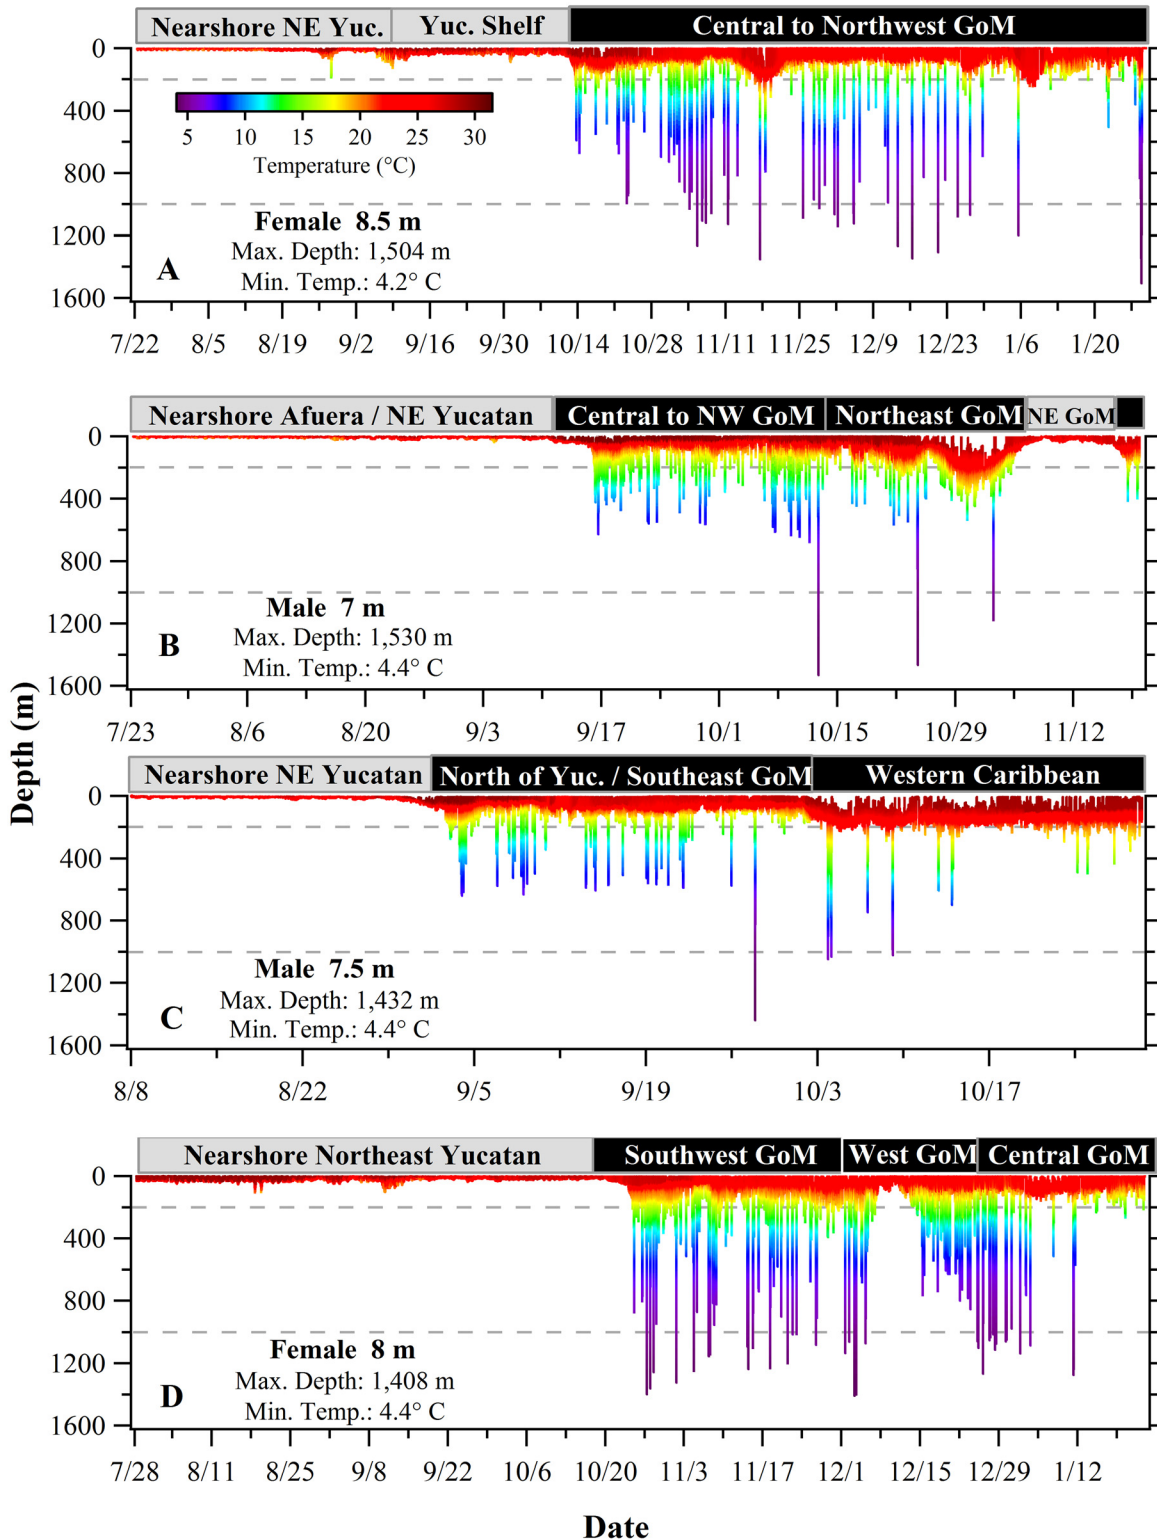 Nearshore NE Yuc. Yuc. Shelf Central to Northwest GoM
0
400
800
1200
1600
5 10 15 20 25 30
Temperature (°C)
Female 8.5 m
Max. Depth: 1,504 m
Min. Temp.: 4.2° C
A
7/22 8/5 8/19 9/2 9/16 9/30 10/14 10/28 11/11 11/25 12/9 12/23 1/6 1/20
Nearshore Afuera / NE Yucatan Central to NW GoM Northeast GoM NE GoM
0
400
800
1200
1600
Male 7 m
Max. Depth: 1,530 m
Min. Temp.: 4.4° C
B
7/23 8/6 8/20 9/3 9/17 10/1 10/15 10/29 11/12
Depth (m)
Nearshore NE Yucatan North of Yuc. / Southeast GoM Western Caribbean
0
400
800
1200
1600
Male 7.5 m
Max. Depth: 1,432 m
Min. Temp.: 4.4° C
C
8/8 8/22 9/5 9/19 10/3 10/17
Nearshore Northeast Yucatan Southwest GoM West GoM Central GoM
0
400
800
1200
1600
Female 8 m
Max. Depth: 1,408 m
Min. Temp.: 4.4° C
D
7/28 8/11 8/25 9/8 9/22 10/6 10/20 11/3 11/17 12/1 12/15 12/29 1/12
Date